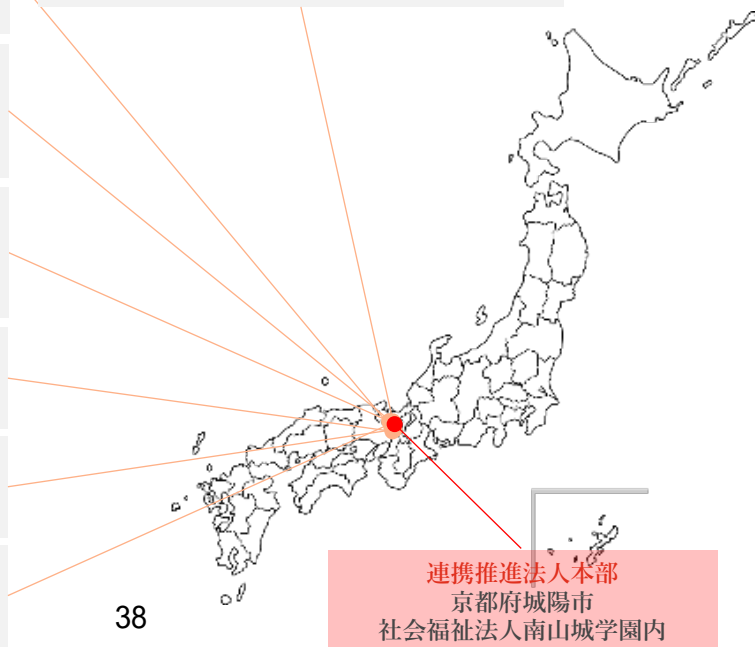 連携推進法人本部
京都府城陽市
社会福祉法人南山城学園内
38